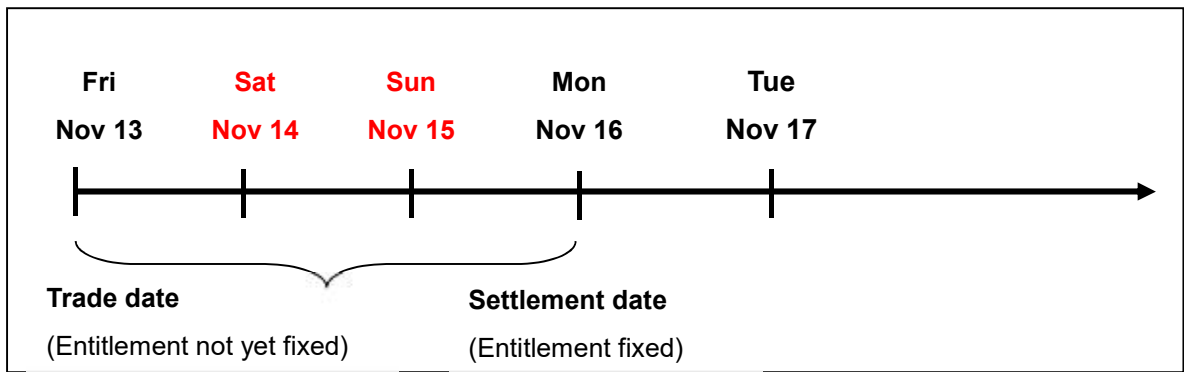 Fri Sat Sun Mon Tue
Nov 13 Nov 14 Nov 15 Nov 16 Nov 17
Trade date Settlement date
(Entitlement not yet fixed) (Entitlement fixed)